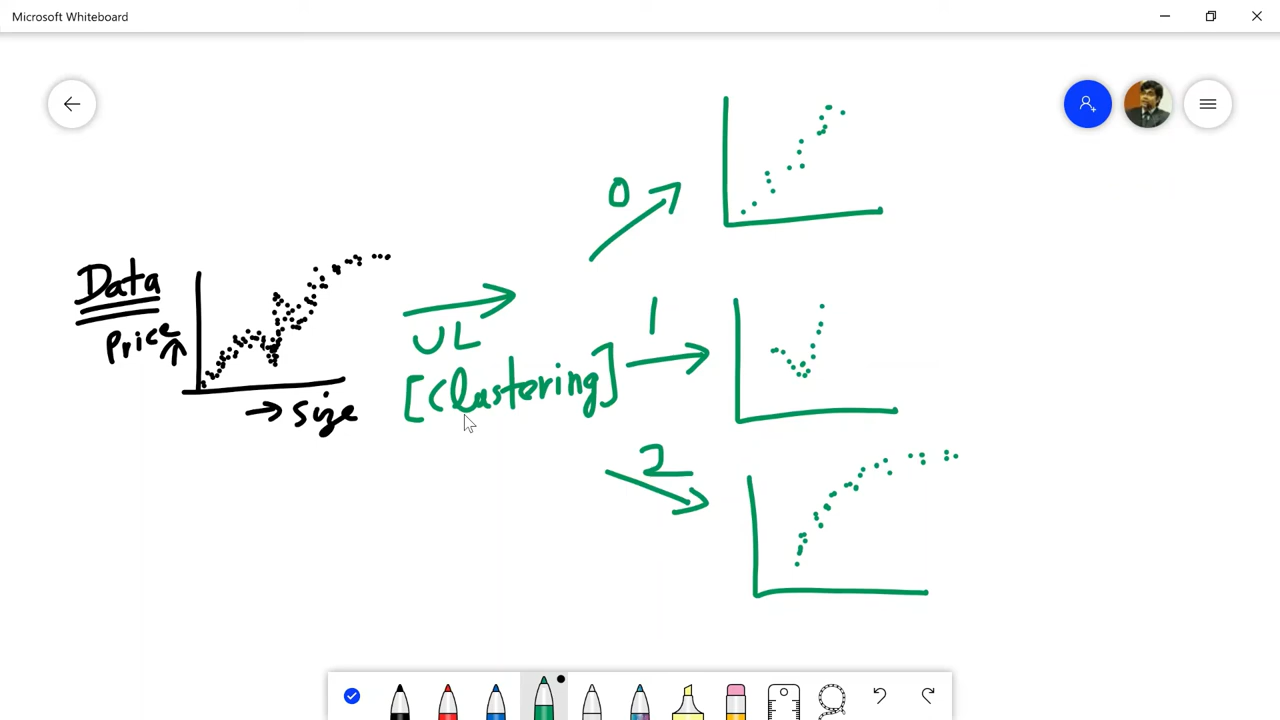 Microsoft Whiteboard
Data
Price
Size
UL
[Clustering]
0
1
2